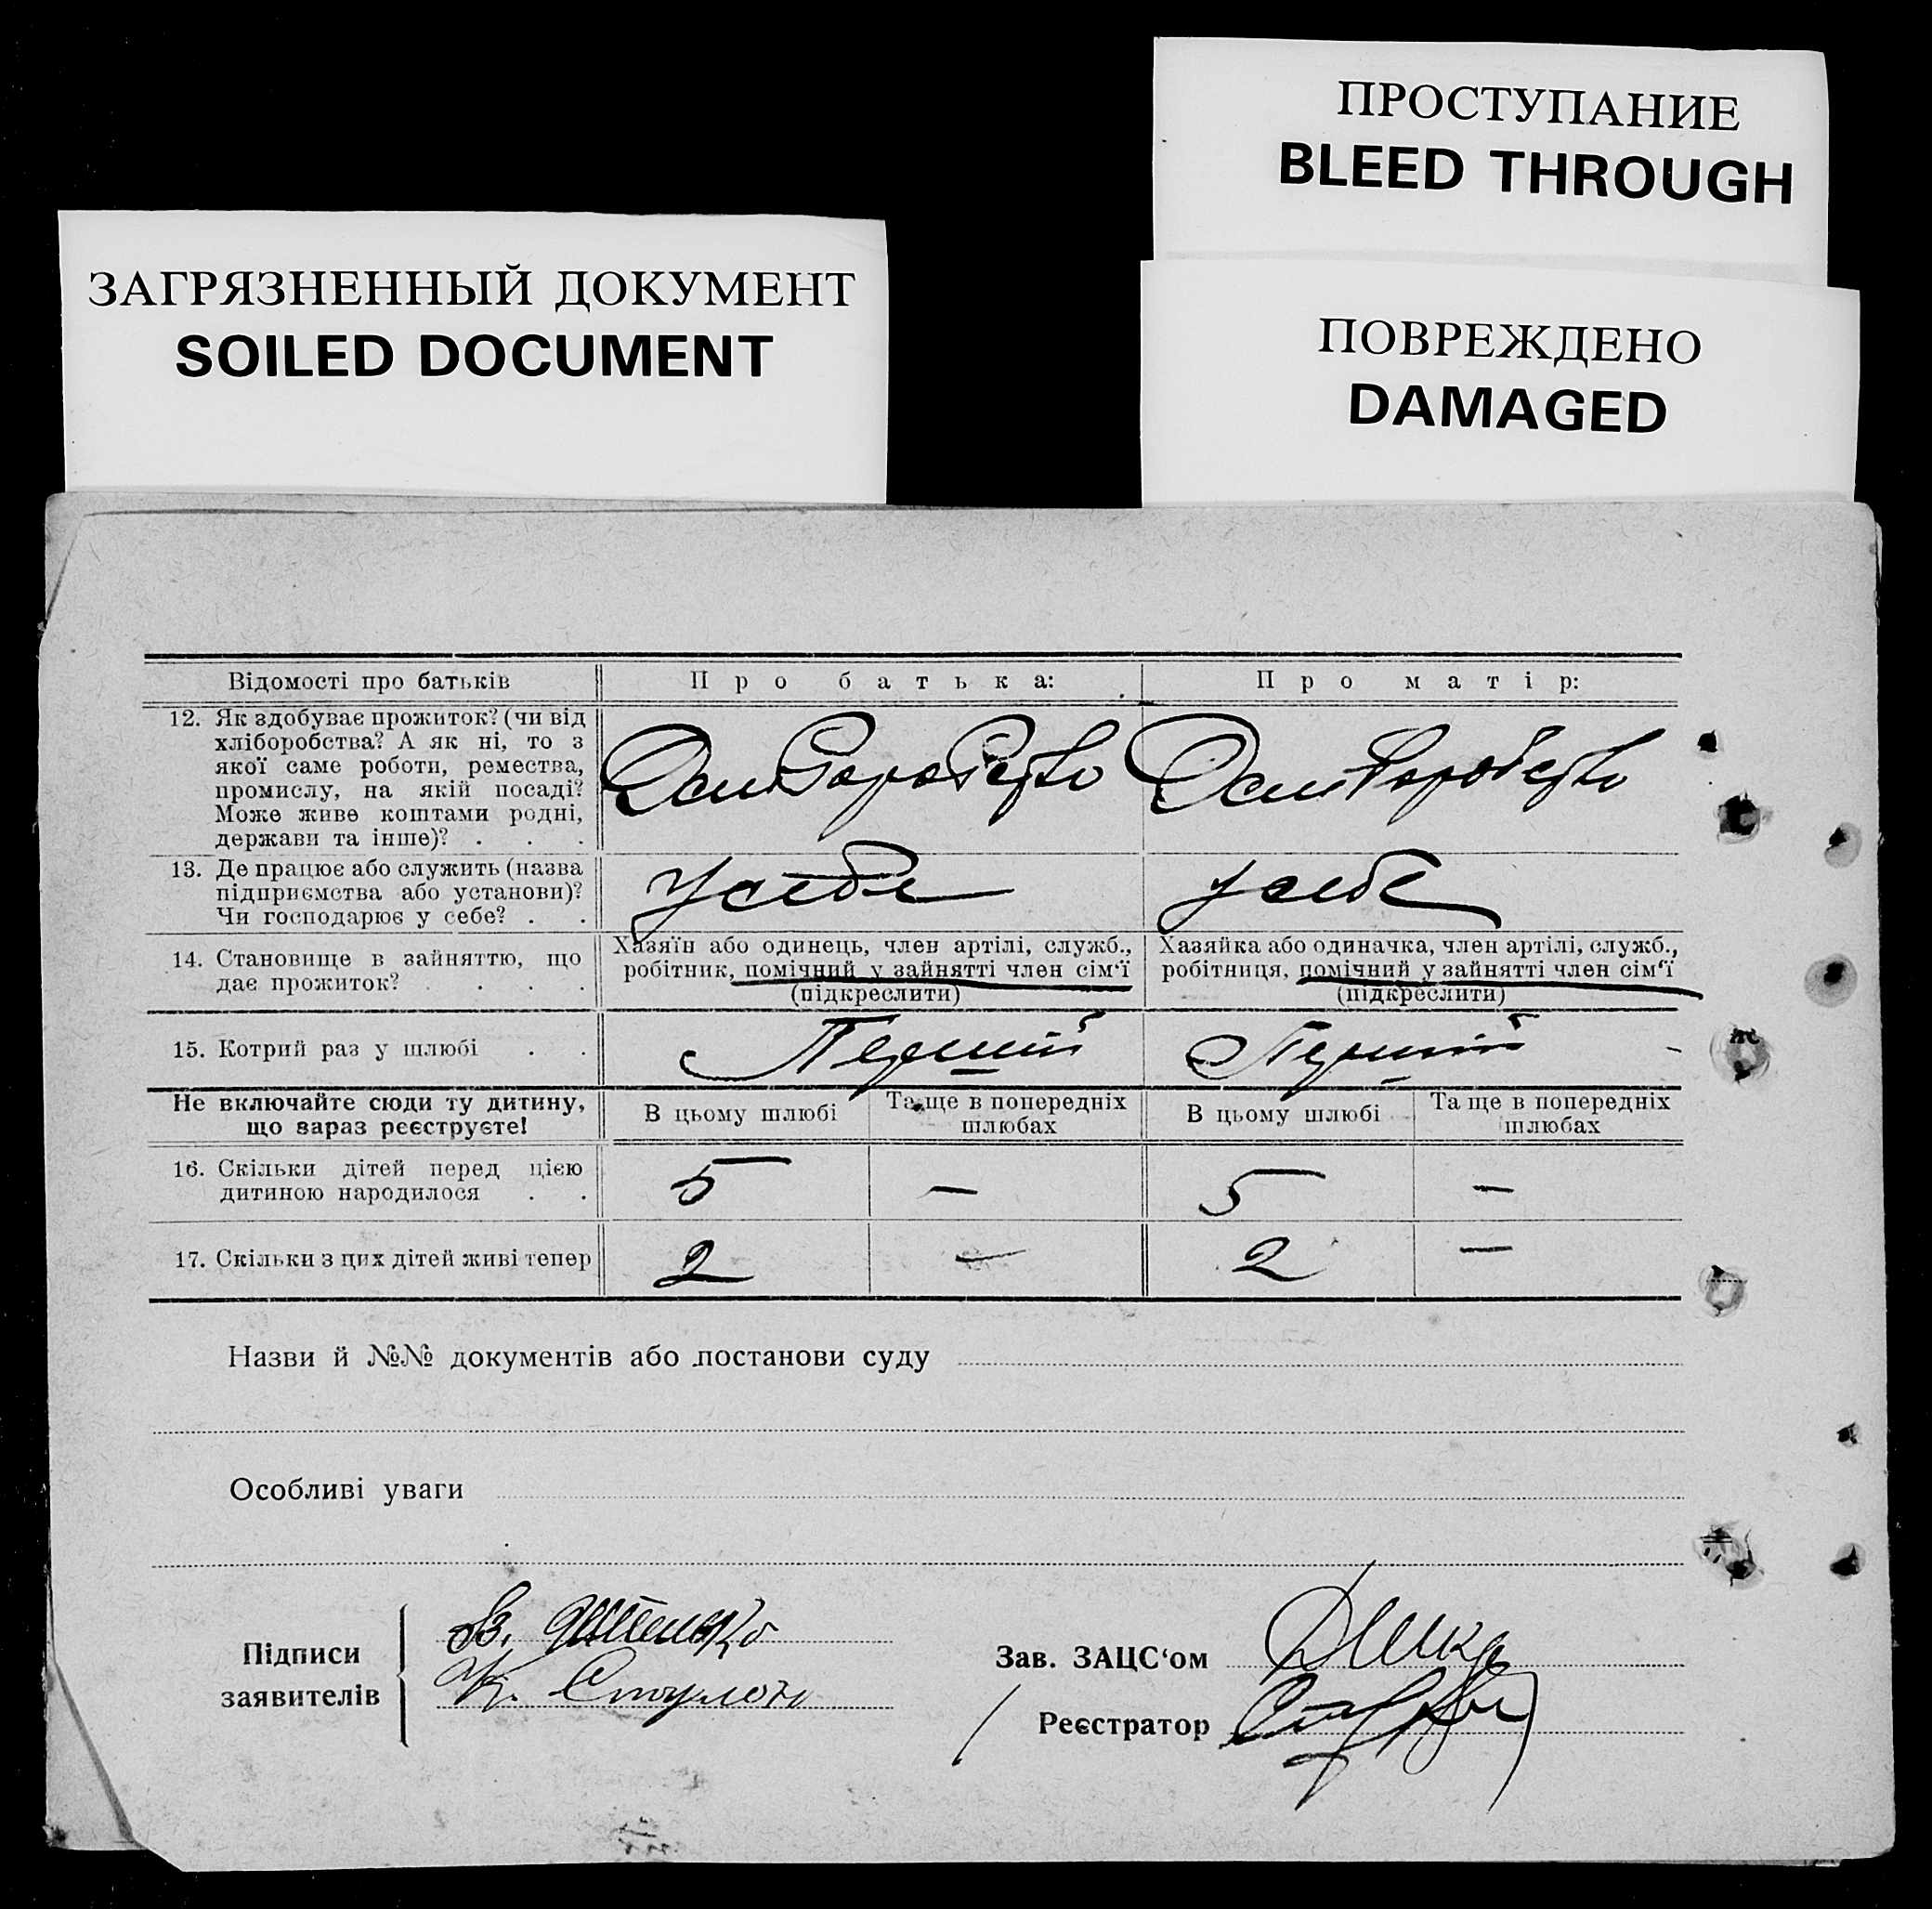 ПРОСТУПАНИЕ
BLEED THROUGH
ЗАГРЯЗНЕННЫЙ ДОКУМЕНТ
SOILED DOCUMENT
ПОВРЕЖДЕНО
DAMAGED
Відомості про батьків
Про батька:
Про матір:
12. Як здобуває прожиток? (чи від
хліборобства? А як ні, то з
якої саме роботи, ремества,
промислу, на якій посаді?
Може живе коштами родні,
держави та інше)? . . .
13. Де працює або служить (назва
підприємства або установи)?
Чи господарює у себе? . .
у себе
у себе
14. Становище в зайняттю, що
дає прожиток? . . . .
Хазяїн або одинець, член артілі, служб.,
робітник, помічний у зайнятті член сім'ї
(підкреслити)
Хазяйка або одиначка, член артілі, служб.,
робітниця, помічний у зайнятті член сім'ї
(підкреслити)
15. Котрий раз у шлюбі . .
Перший
Перший
Не включайте сюди ту дитину,
що зараз реєструєте!
В цьому шлюбі
Та ще в попередніх
шлюбах
В цьому шлюбі
Та ще в попередніх
шлюбах
16. Скільки дітей перед цією
дитиною народилося . .
5 — 5 —
17. Скільки з цих дітей живі тепер
2 — 2 —
Назви й №№ документів або постанови суду
Особливі уваги
Підписи
заявителів
Зав. ЗАЦС'ом
Реєстратор